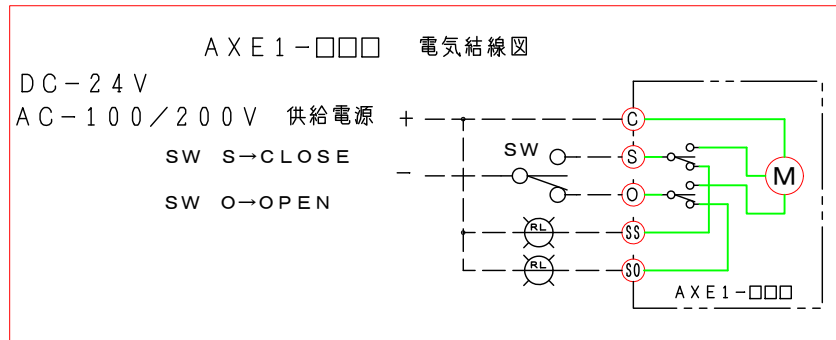 AXE1-□□□ 電気結線図
DC-24V
AC-100/200V 供給電源 +
-
SW S→CLOSE
SW O→OPEN
SW
C
S
O
SS
SO
RL
RL
M
AXE1-□□□